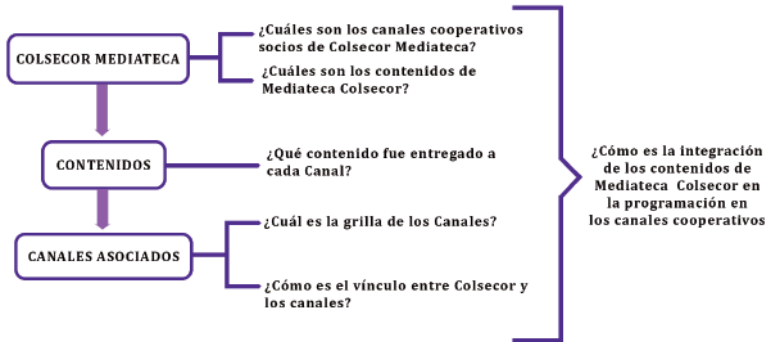 COLSECOR MEDIATECA
¿Cuáles son los canales cooperativos
socios de Colsecor Mediateca?
¿Cuáles son los contenidos de
Mediateca Colsecor?
CONTENIDOS
¿Qué contenido fue entregado a
cada Canal?
CANALES ASOCIADOS
¿Cuál es la grilla de los Canales?
¿Cómo es el vínculo entre Colsecor y
los canales?
¿Cómo es la integración
de los contenidos de
Mediateca Colsecor en
la programación en
los canales cooperativos